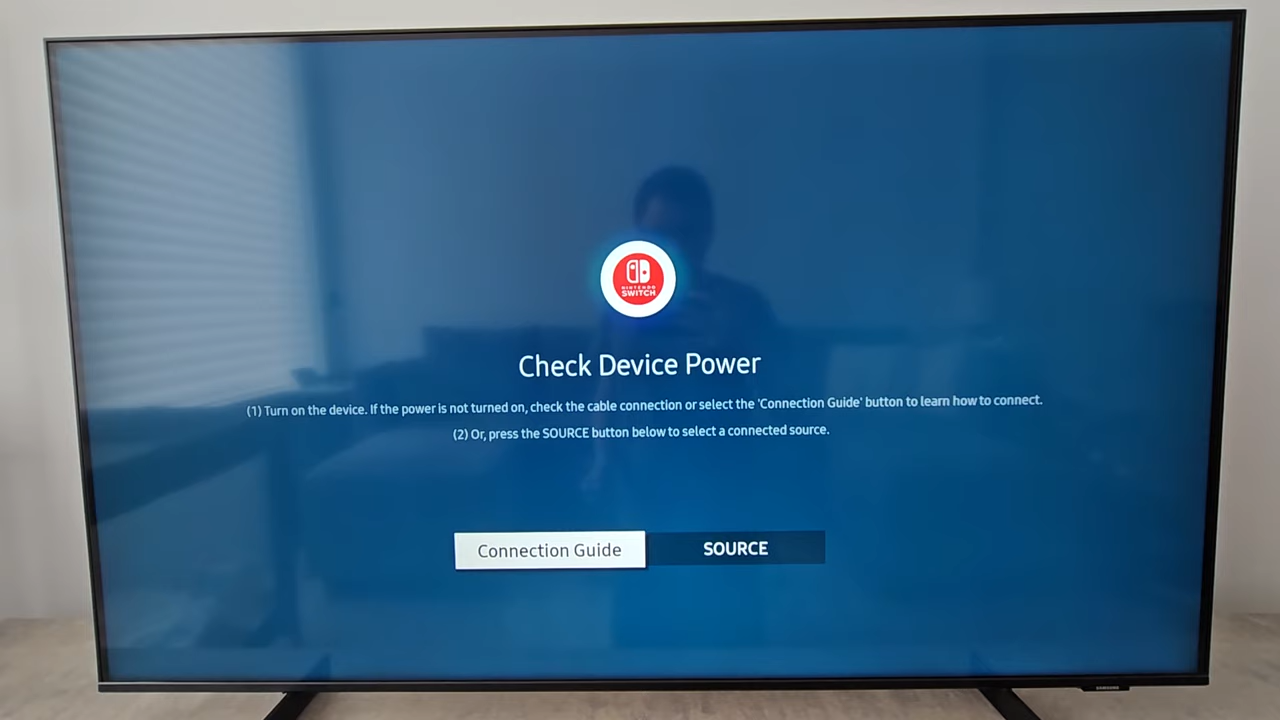 NINTENDO
SWITCH
Check Device Power
(1) Turn on the device. If the power is not turned on, check the cable connection or select the 'Connection Guide' button to learn how to connect.
(2) Or, press the SOURCE button below to select a connected source.
Connection Guide
SOURCE
SAMSUNG